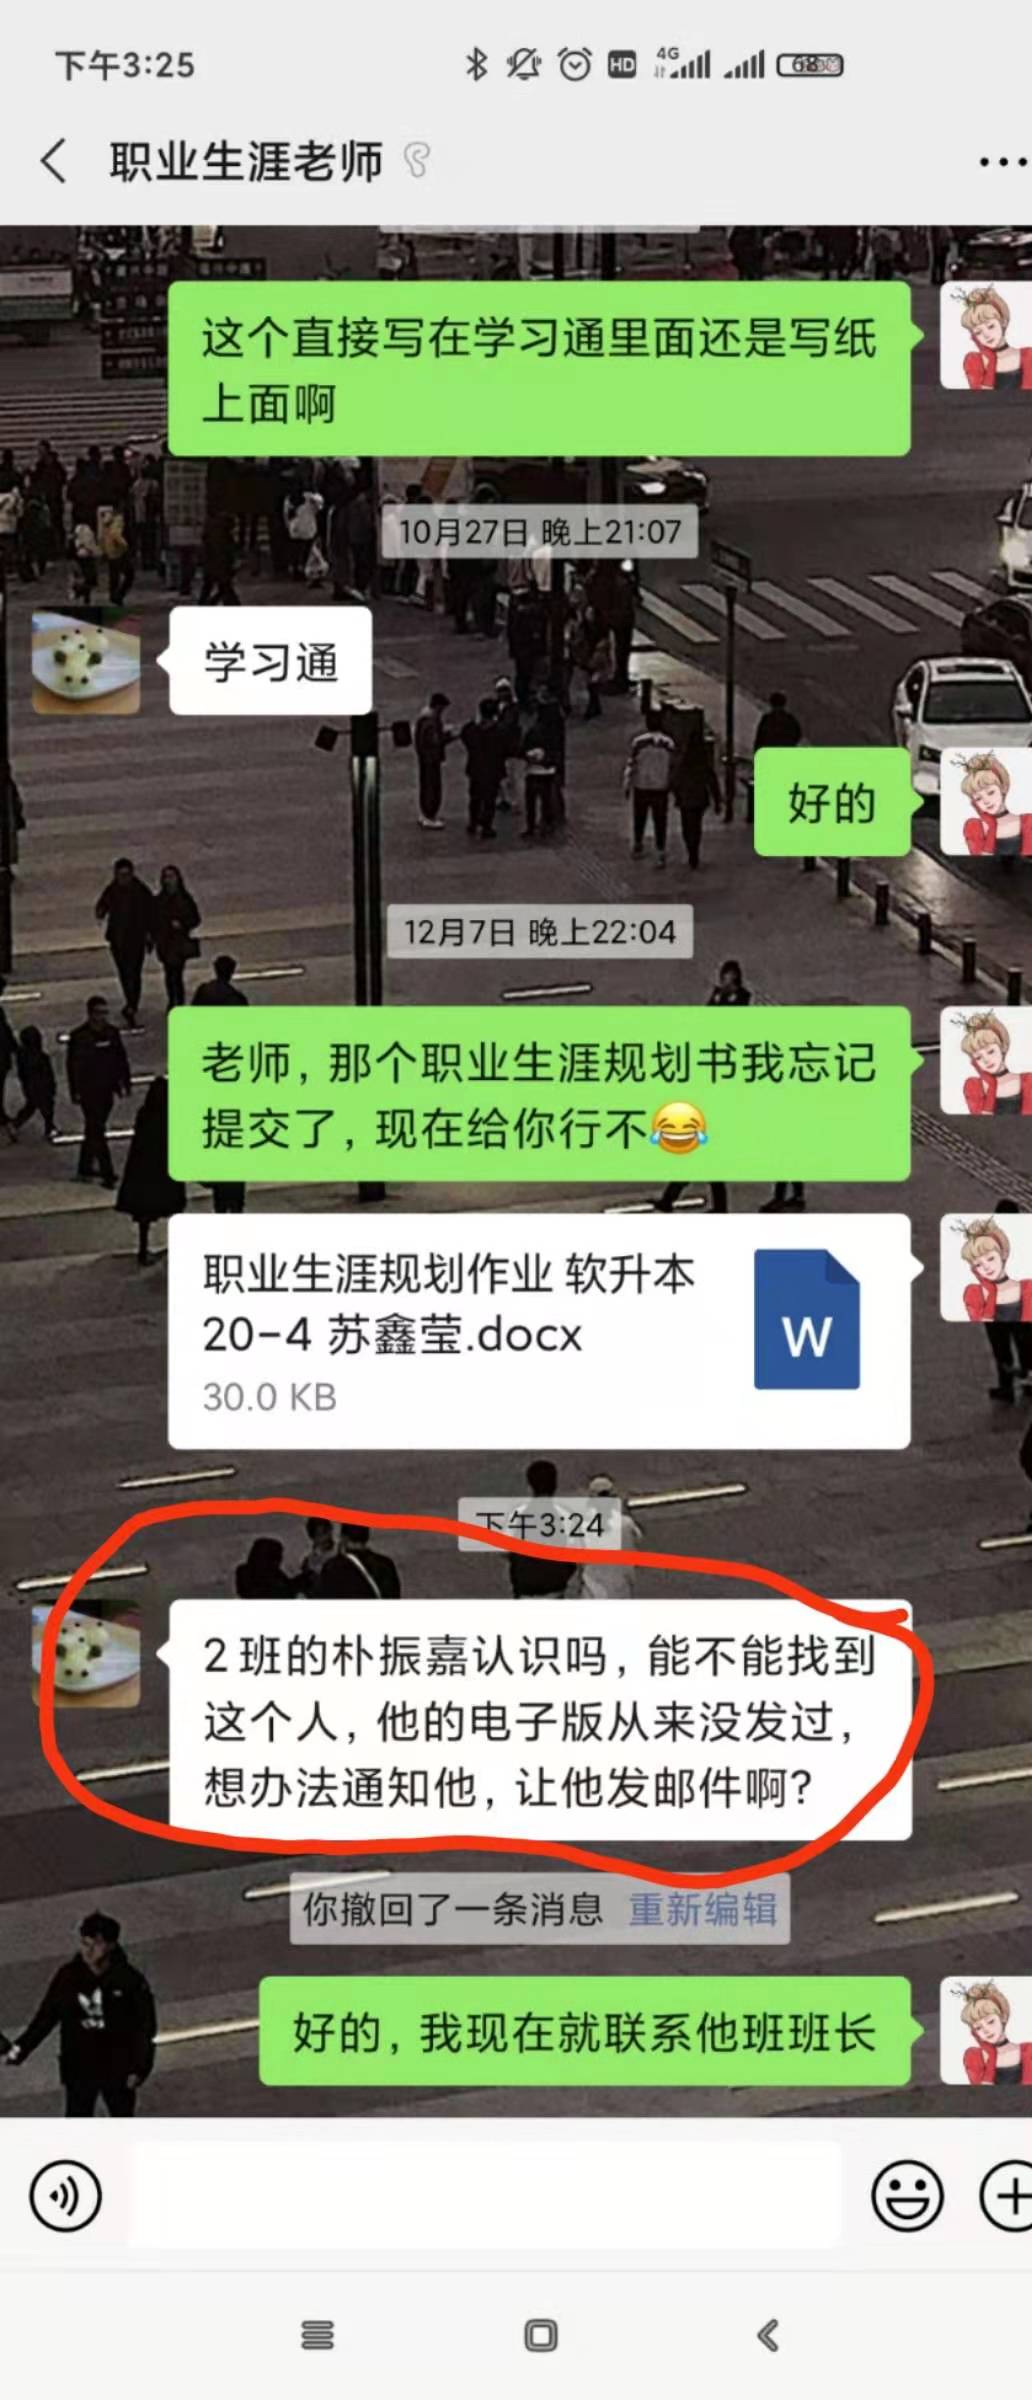 下午3:25
HD 4G 68
职业生涯老师
这个直接写在学习通里面还是写纸
上面啊
10月27日 晚上21:07
学习通
好的
12月7日 晚上22:04
老师，那个职业生涯规划书我忘记
提交了，现在给你行不😂
职业生涯规划作业 软升本
20-4 苏鑫莹.docx
W
30.0 KB
下午3:24
2班的朴振嘉认识吗，能不能找到
这个人，他的电子版从来没发过，
想办法通知他，让他发邮件啊?
你撤回了一条消息 重新编辑
好的，我现在就联系他班班长